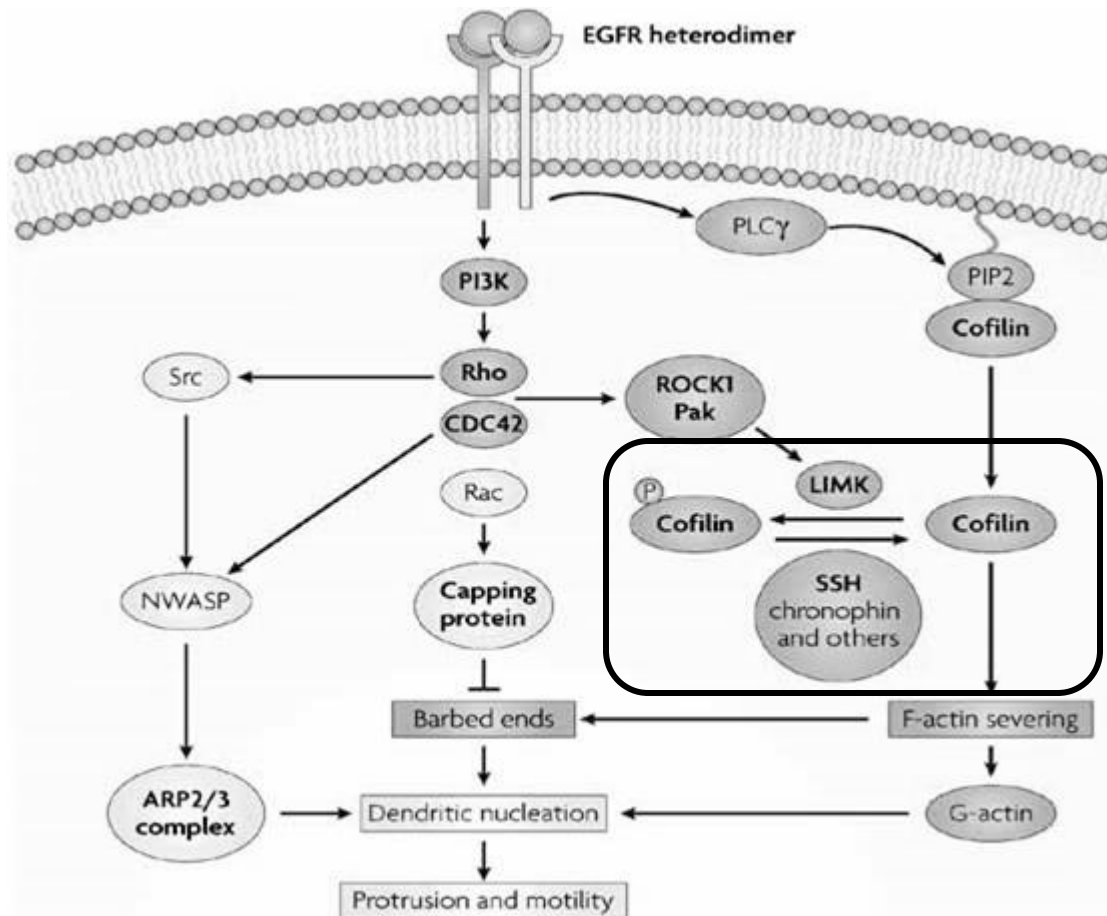 EGFR heterodimer
PLCγ
PI3K
PIP2
Cofilin
Src
Rho
CDC42
ROCK1
Pak
Rac
LIMK
P
Cofilin
Cofilin
NWASP
Capping
protein
SSH
chronophin
and others
Barbed ends
F-actin severing
ARP2/3
complex
Dendritic nucleation
G-actin
Protrusion and motility